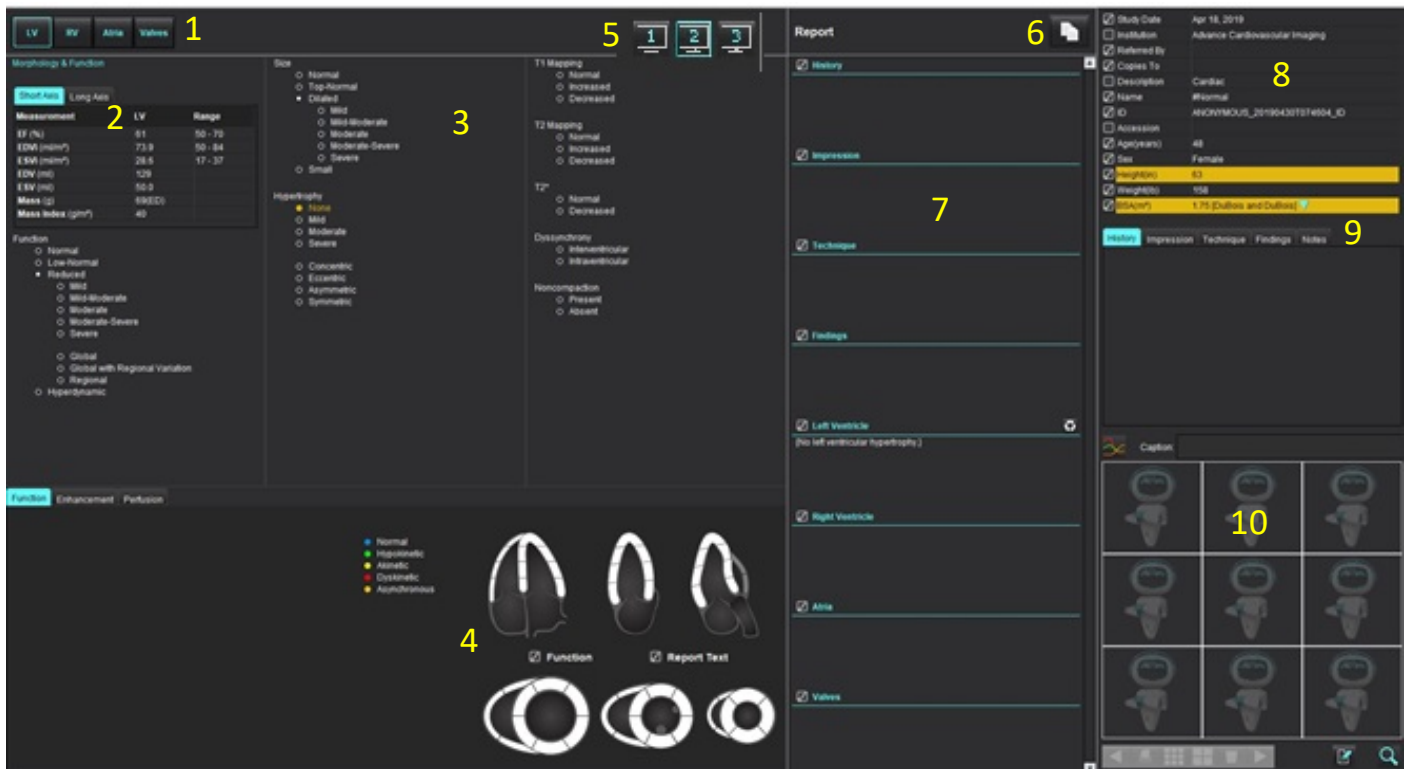 LV RV Atria Valves 1
5 1 2 3
Morphology & Function
Short Axis Long Axis
2
Measurement LV Range
EF (%) 61 50 - 70
EDVI (ml/m²) 73.9 50 - 84
ESVI (ml/m²) 28.6 17 - 37
EDV (ml) 129
ESV (ml) 50.0
Mass (g) 69(ED)
Mass Index (g/m²) 40
Function
Normal
Low-Normal
Reduced
Mild
Mild-Moderate
Moderate
Moderate-Severe
Severe
Global
Global with Regional Variation
Regional
Hyperdynamic
Size
Normal
Top-Normal
Dilated
Mild
Mild-Moderate
Moderate
Moderate-Severe
Severe
Small
3
Hypertrophy
None
Mild
Moderate
Severe
Concentric
Eccentric
Asymmetric
Symmetric
T1 Mapping
Normal
Increased
Decreased
T2 Mapping
Normal
Increased
Decreased
T2*
Normal
Decreased
Dyssynchrony
Interventricular
Intraventricular
Noncompaction
Present
Absent
Function Enhancement Perfusion
Normal
Hypokinetic
Akinetic
Dyskinetic
Asynchronous
4
Function Report Text
Report 6
History
Impression
7
Technique
Findings
Left Ventricle
[No left ventricular hypertrophy.]
Right Ventricle
Atria
Valves
Study Date Apr 18, 2019
Institution Advance Cardiovascular Imaging
Referred By
Copies To
8
Description Cardiac
Name #Normal
ID ANONYMOUS_20190430T074604_ID
Accession
Age(years) 48
Sex Female
Height(in) 63
Weight(lb) 158
BSA(m²) 1.75 [DuBois and DuBois]
History Impression Technique Findings Notes 9
Caption
10